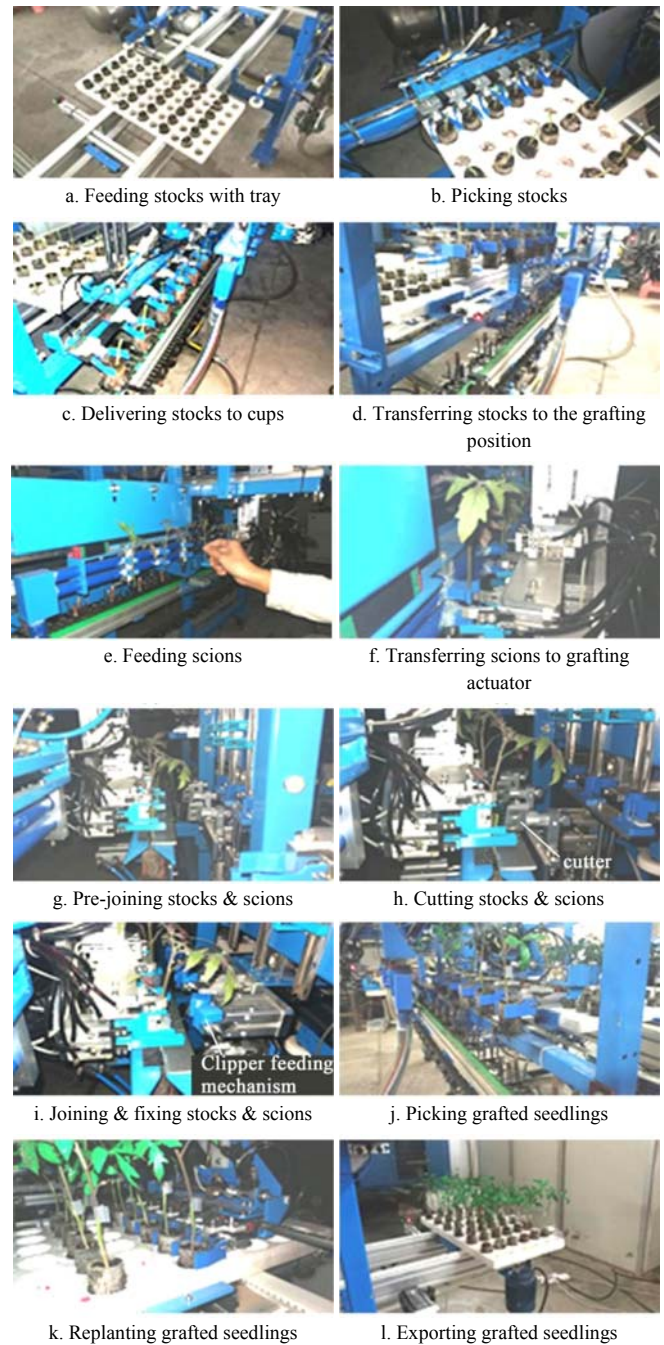 a. Feeding stocks with tray
b. Picking stocks
c. Delivering stocks to cups
d. Transferring stocks to the grafting
position
e. Feeding scions
f. Transferring scions to grafting
actuator
g. Pre-joining stocks & scions
cutter
h. Cutting stocks & scions
Clipper feeding
mechanism
i. Joining & fixing stocks & scions
j. Picking grafted seedlings
k. Replanting grafted seedlings
l. Exporting grafted seedlings